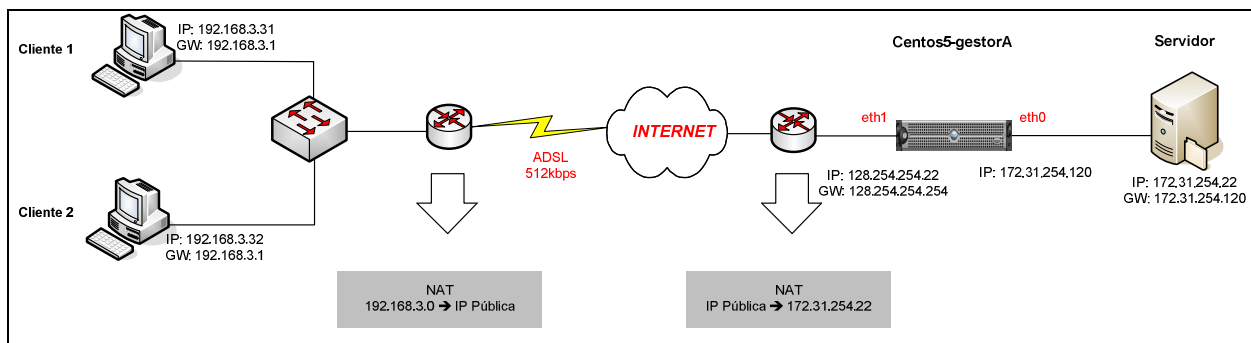 Cliente 1
IP: 192.168.3.31
GW: 192.168.3.1
Cliente 2
IP: 192.168.3.32
GW: 192.168.3.1
ADSL
512kbps
INTERNET
Centos5-gestorA
eth1
eth0
IP: 128.254.254.22
GW: 128.254.254.254
IP: 172.31.254.120
Servidor
IP: 172.31.254.22
GW: 172.31.254.120
NAT
192.168.3.0 ➔ IP Pública
NAT
IP Pública ➔ 172.31.254.22